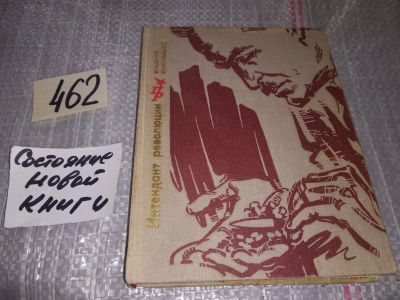 462
Состояние
новой
книги
Интендант революции